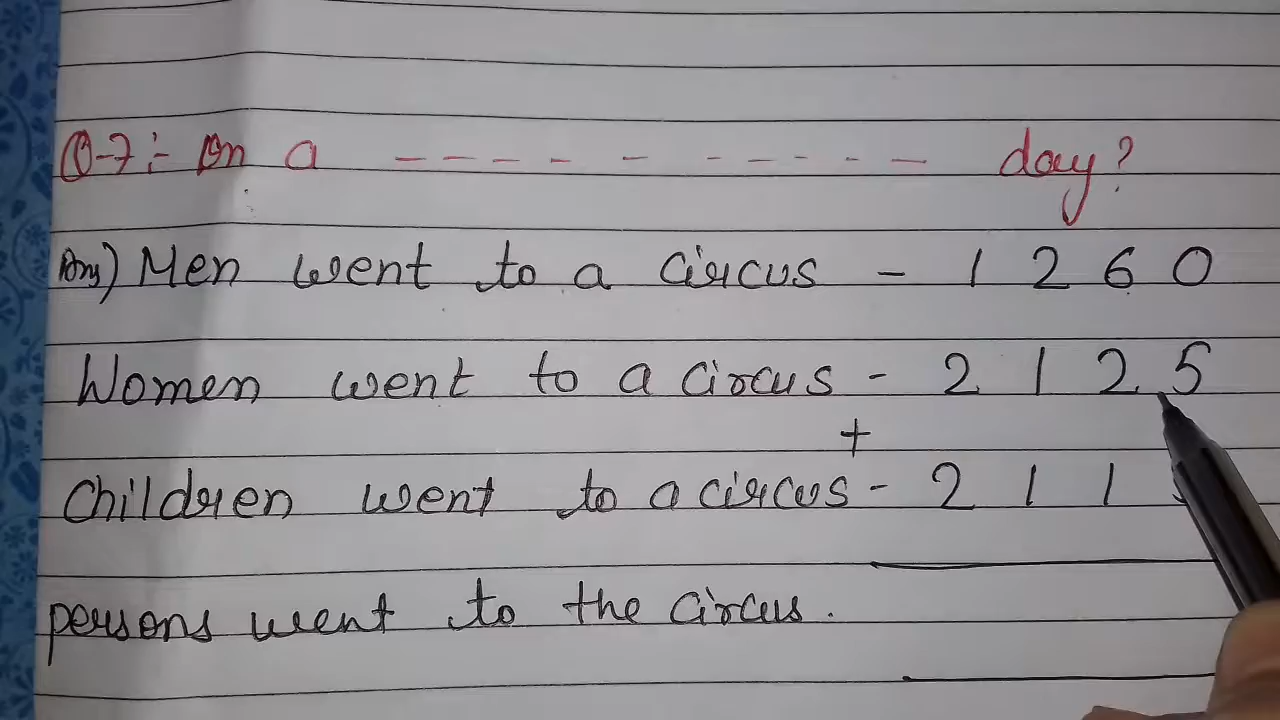 Q-7:- On a - - - - - - - - - - - day?
Ans) Men went to a circus - 1 2 6 0
Women went to a circus - 2 1 2 5
+
Children went to a circus - 2 1 1
persons went to the circus.